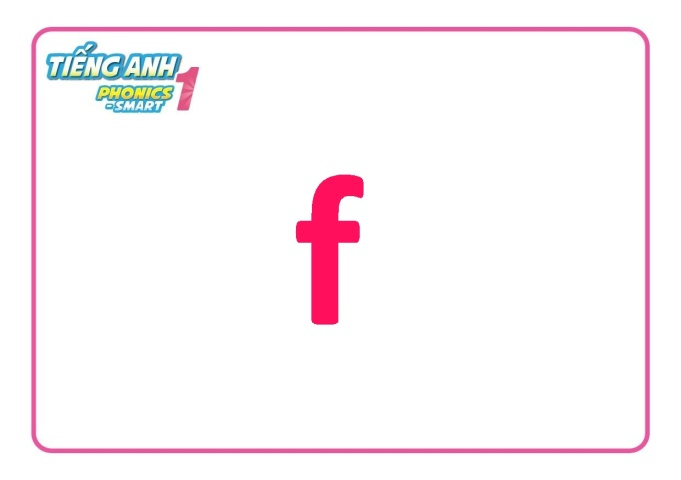 TIẾNG ANH
PHONICS 1
-SMART
f